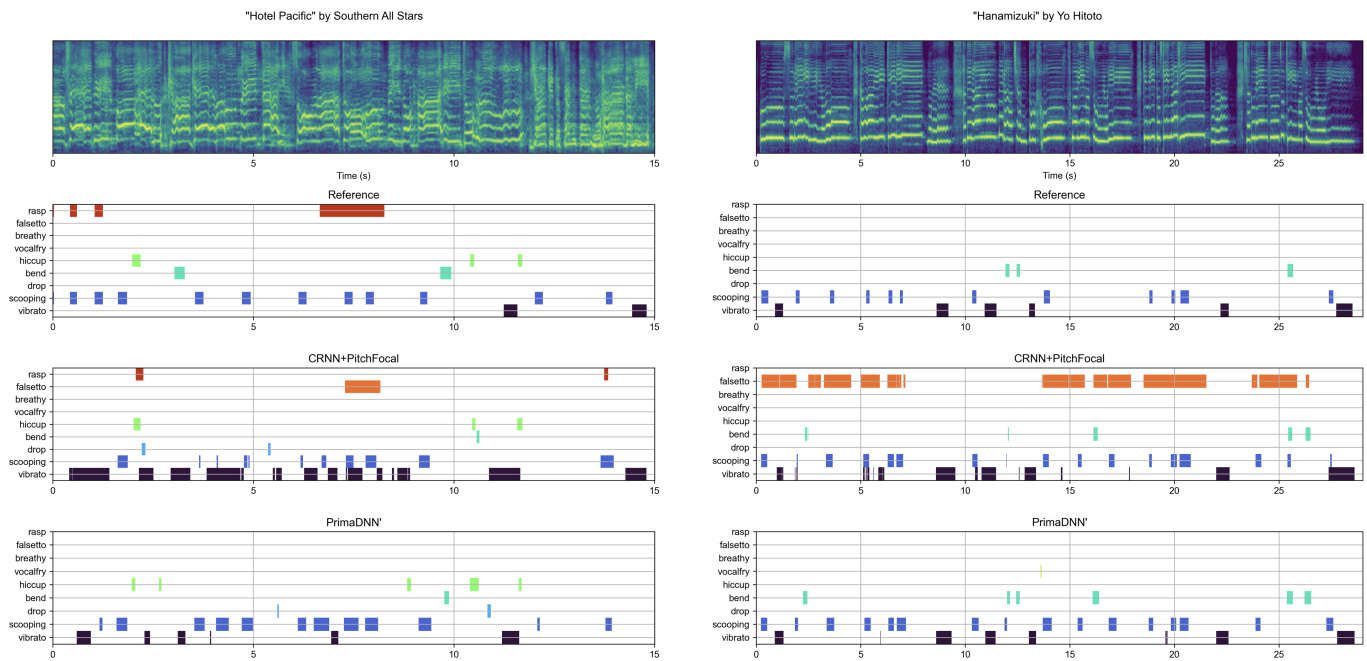 "Hotel Pacific" by Southern All Stars
0 5 10 15
Time (s)
Reference
rasp
falsetto
breathy
vocalfry
hiccup
bend
drop
scooping
vibrato
0 5 10 15
CRNN+PitchFocal
rasp
falsetto
breathy
vocalfry
hiccup
bend
drop
scooping
vibrato
0 5 10 15
PrimaDNN'
rasp
falsetto
breathy
vocalfry
hiccup
bend
drop
scooping
vibrato
0 5 10 15
"Hanamizuki" by Yo Hitoto
0 5 10 15 20 25
Time (s)
Reference
rasp
falsetto
breathy
vocalfry
hiccup
bend
drop
scooping
vibrato
0 5 10 15 20 25
CRNN+PitchFocal
rasp
falsetto
breathy
vocalfry
hiccup
bend
drop
scooping
vibrato
0 5 10 15 20 25
PrimaDNN'
rasp
falsetto
breathy
vocalfry
hiccup
bend
drop
scooping
vibrato
0 5 10 15 20 25